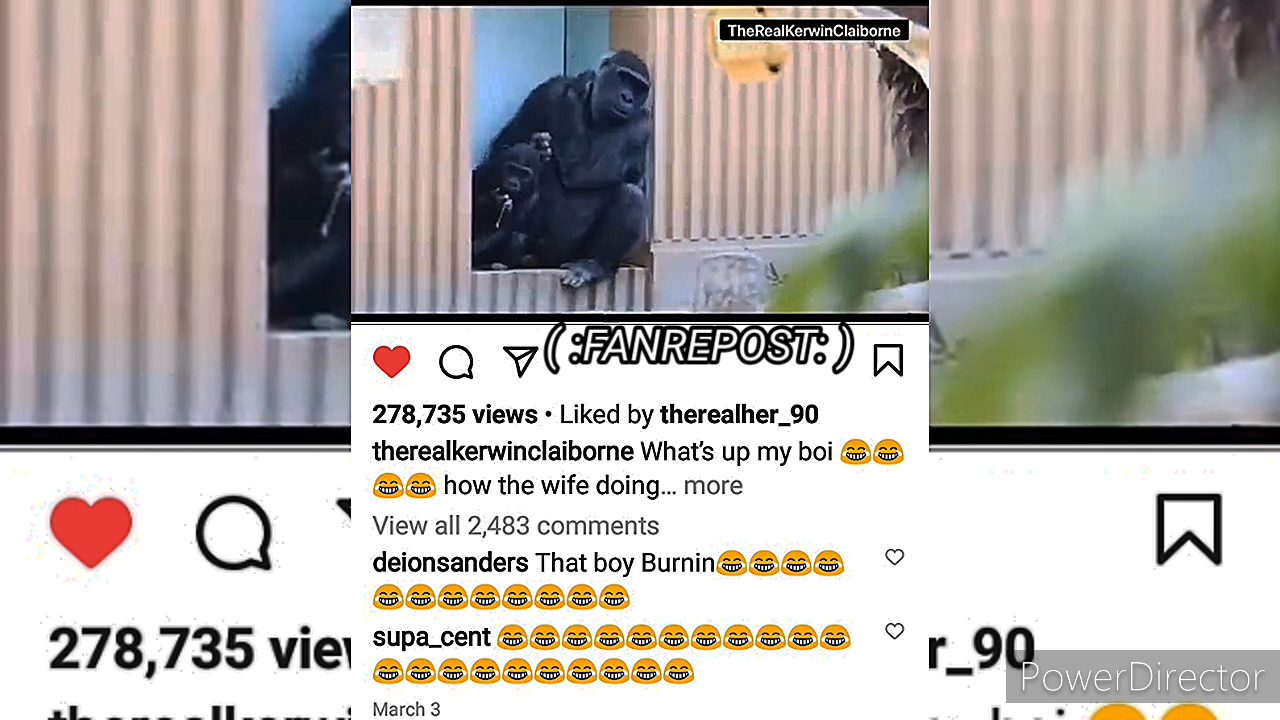 TheRealKerwinClaiborne
( :FANREPOST: )
278,735 views • Liked by therealher_90
therealkerwinclaiborne What's up my boi 😂😂
😂😂 how the wife doing... more
View all 2,483 comments
deionsanders That boy Burnin😂😂😂😂
😂😂😂😂😂😂😂😂
supa_cent 😂😂😂😂😂😂😂😂😂😂😂
😂😂😂😂😂😂😂😂😂😂
March 3
278,735 view
r_90
PowerDirector